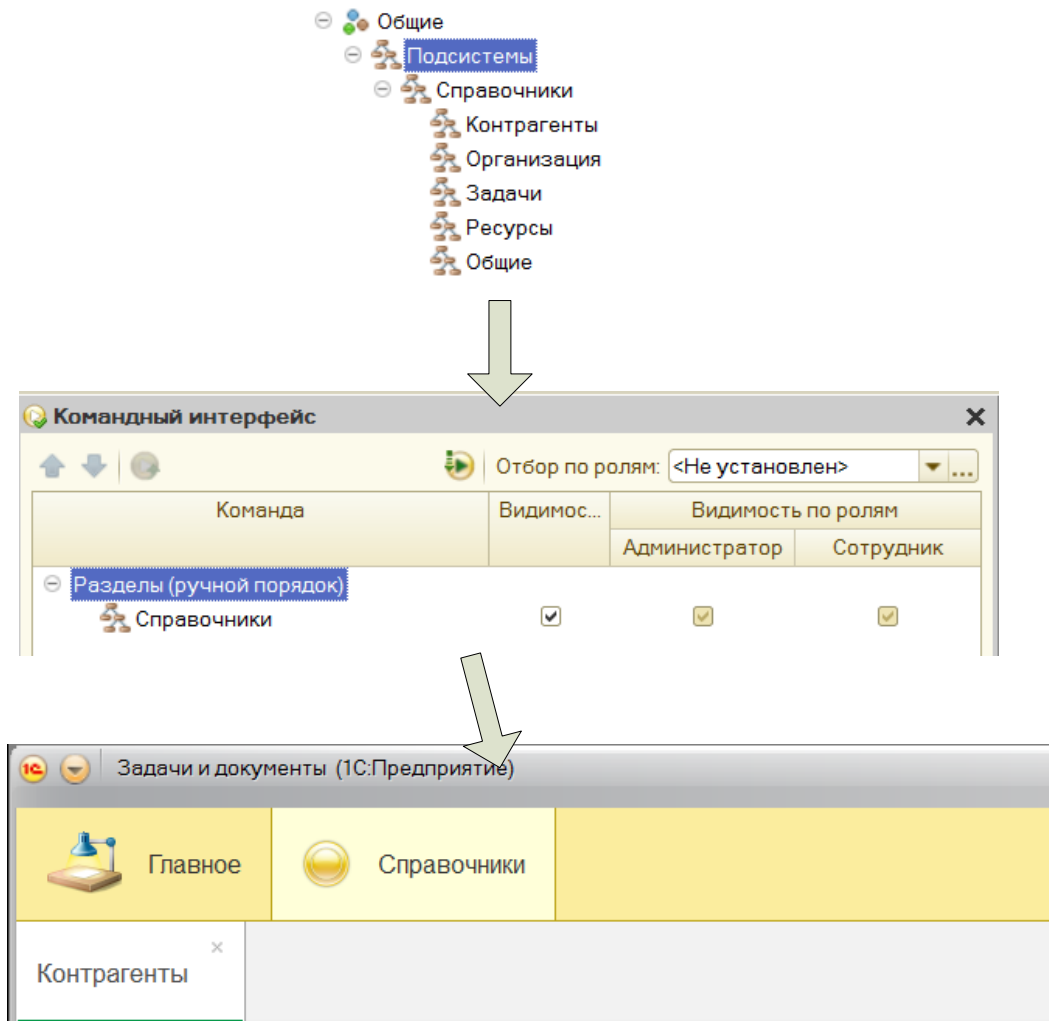 Общие
Подсистемы
Справочники
Контрагенты
Организация
Задачи
Ресурсы
Общие
Командный интерфейс
Отбор по ролям: <Не установлен>
Команда Видимос... Видимость по ролям
Администратор Сотрудник
Разделы (ручной порядок)
Справочники
1С Задачи и документы (1С:Предприятие)
Главное Справочники
Контрагенты